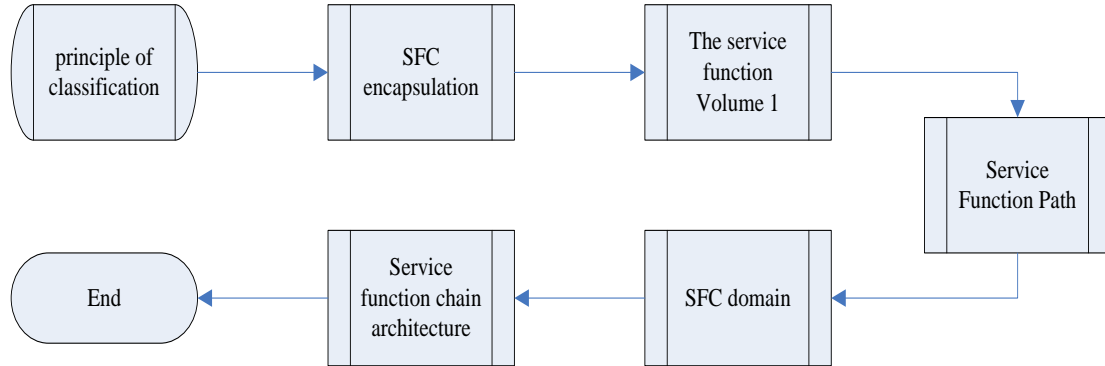 principle of
classification
SFC
encapsulation
The service
function
Volume 1
Service
Function Path
SFC domain
Service
function chain
architecture
End